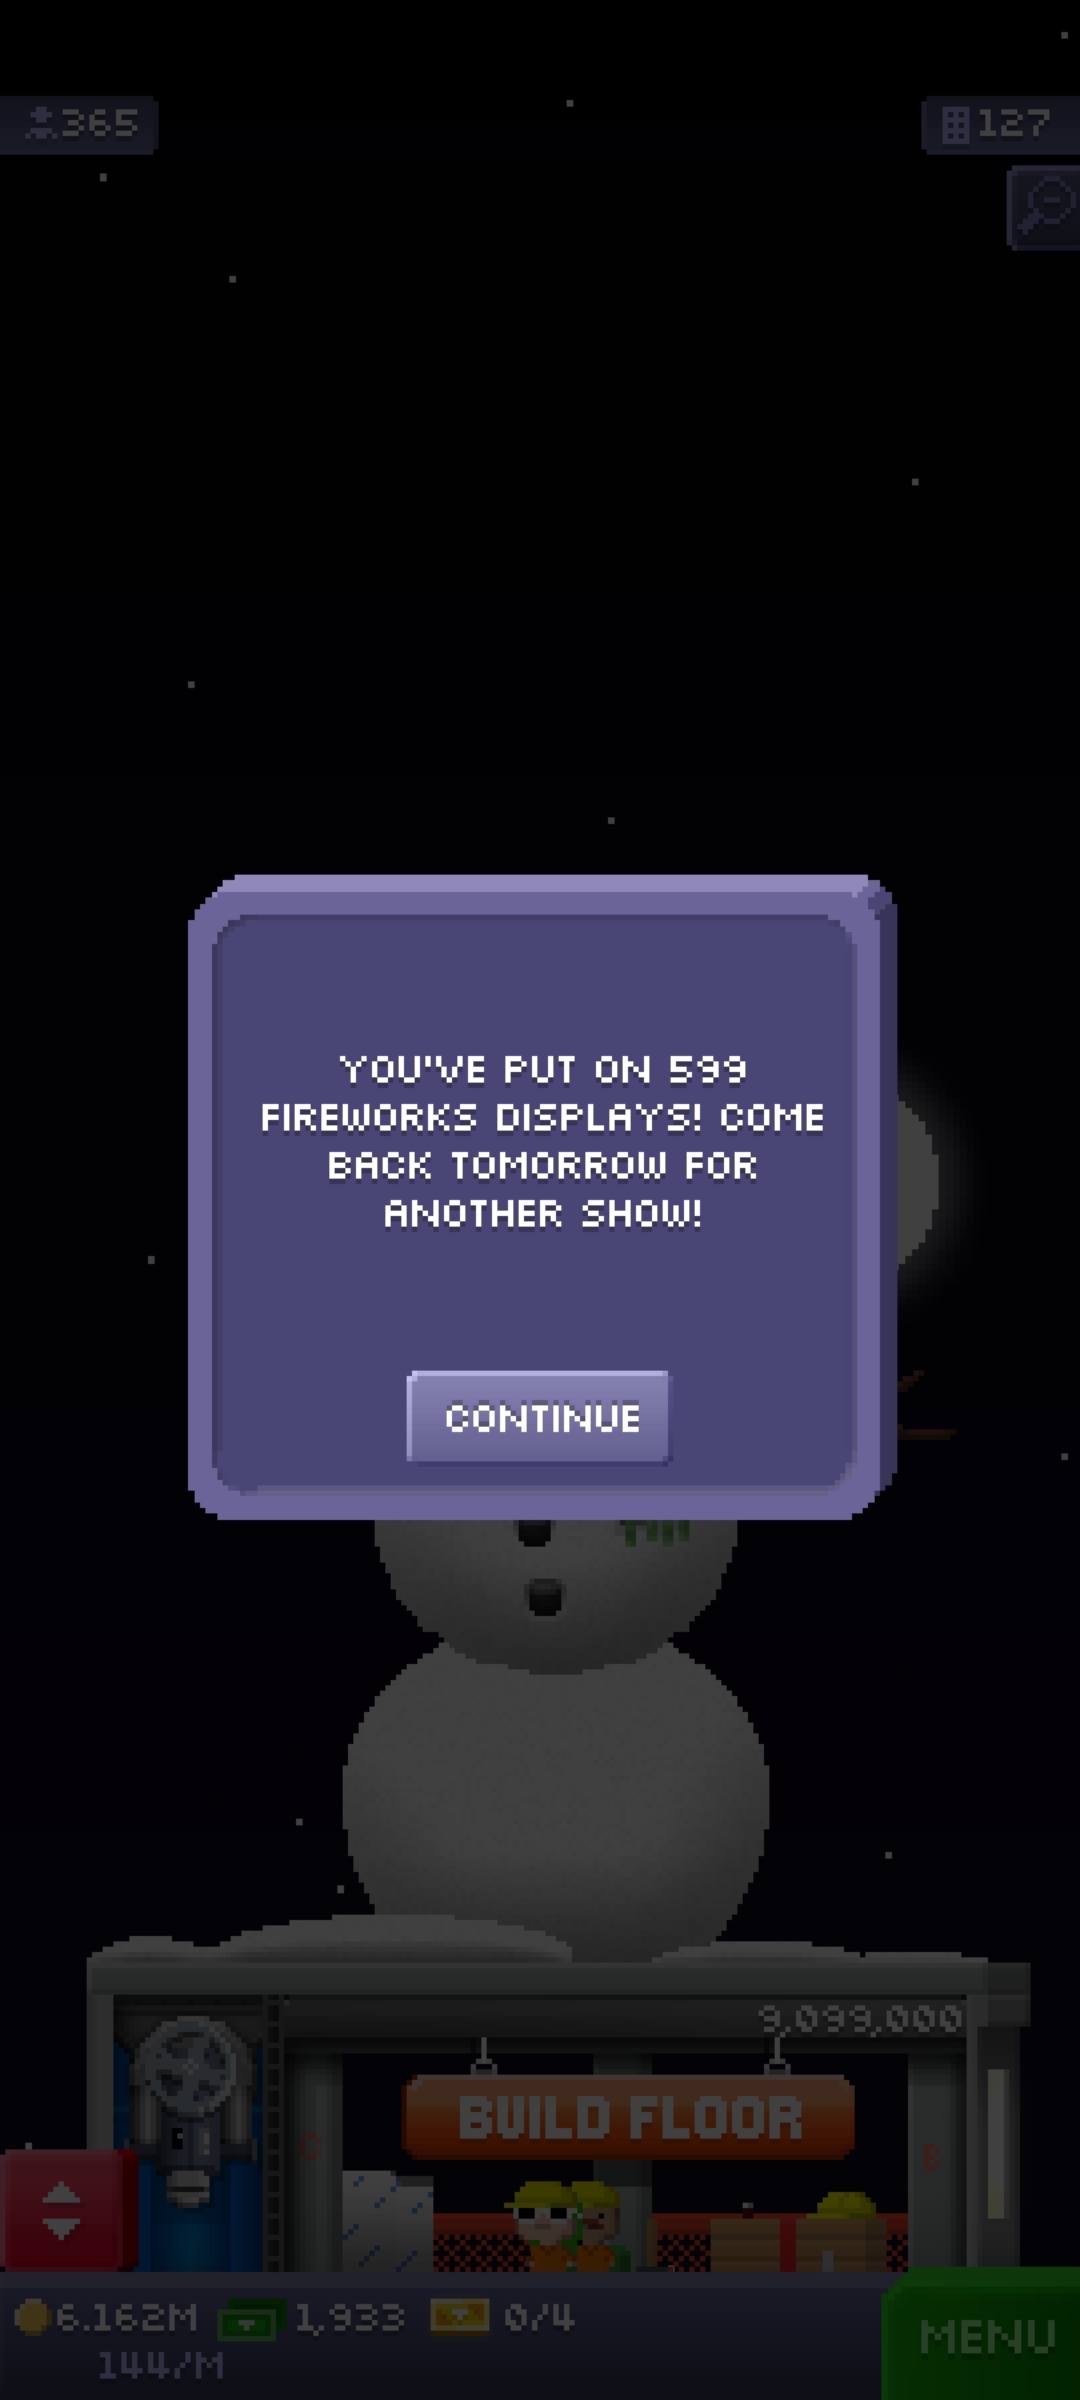 365
127
YOU'VE PUT ON 599
FIREWORKS DISPLAYS! COME
BACK TOMORROW FOR
ANOTHER SHOW!
CONTINUE
9,099,000
BUILD FLOOR
C
B
6.162M 1,933 0/4
144/M
MENU